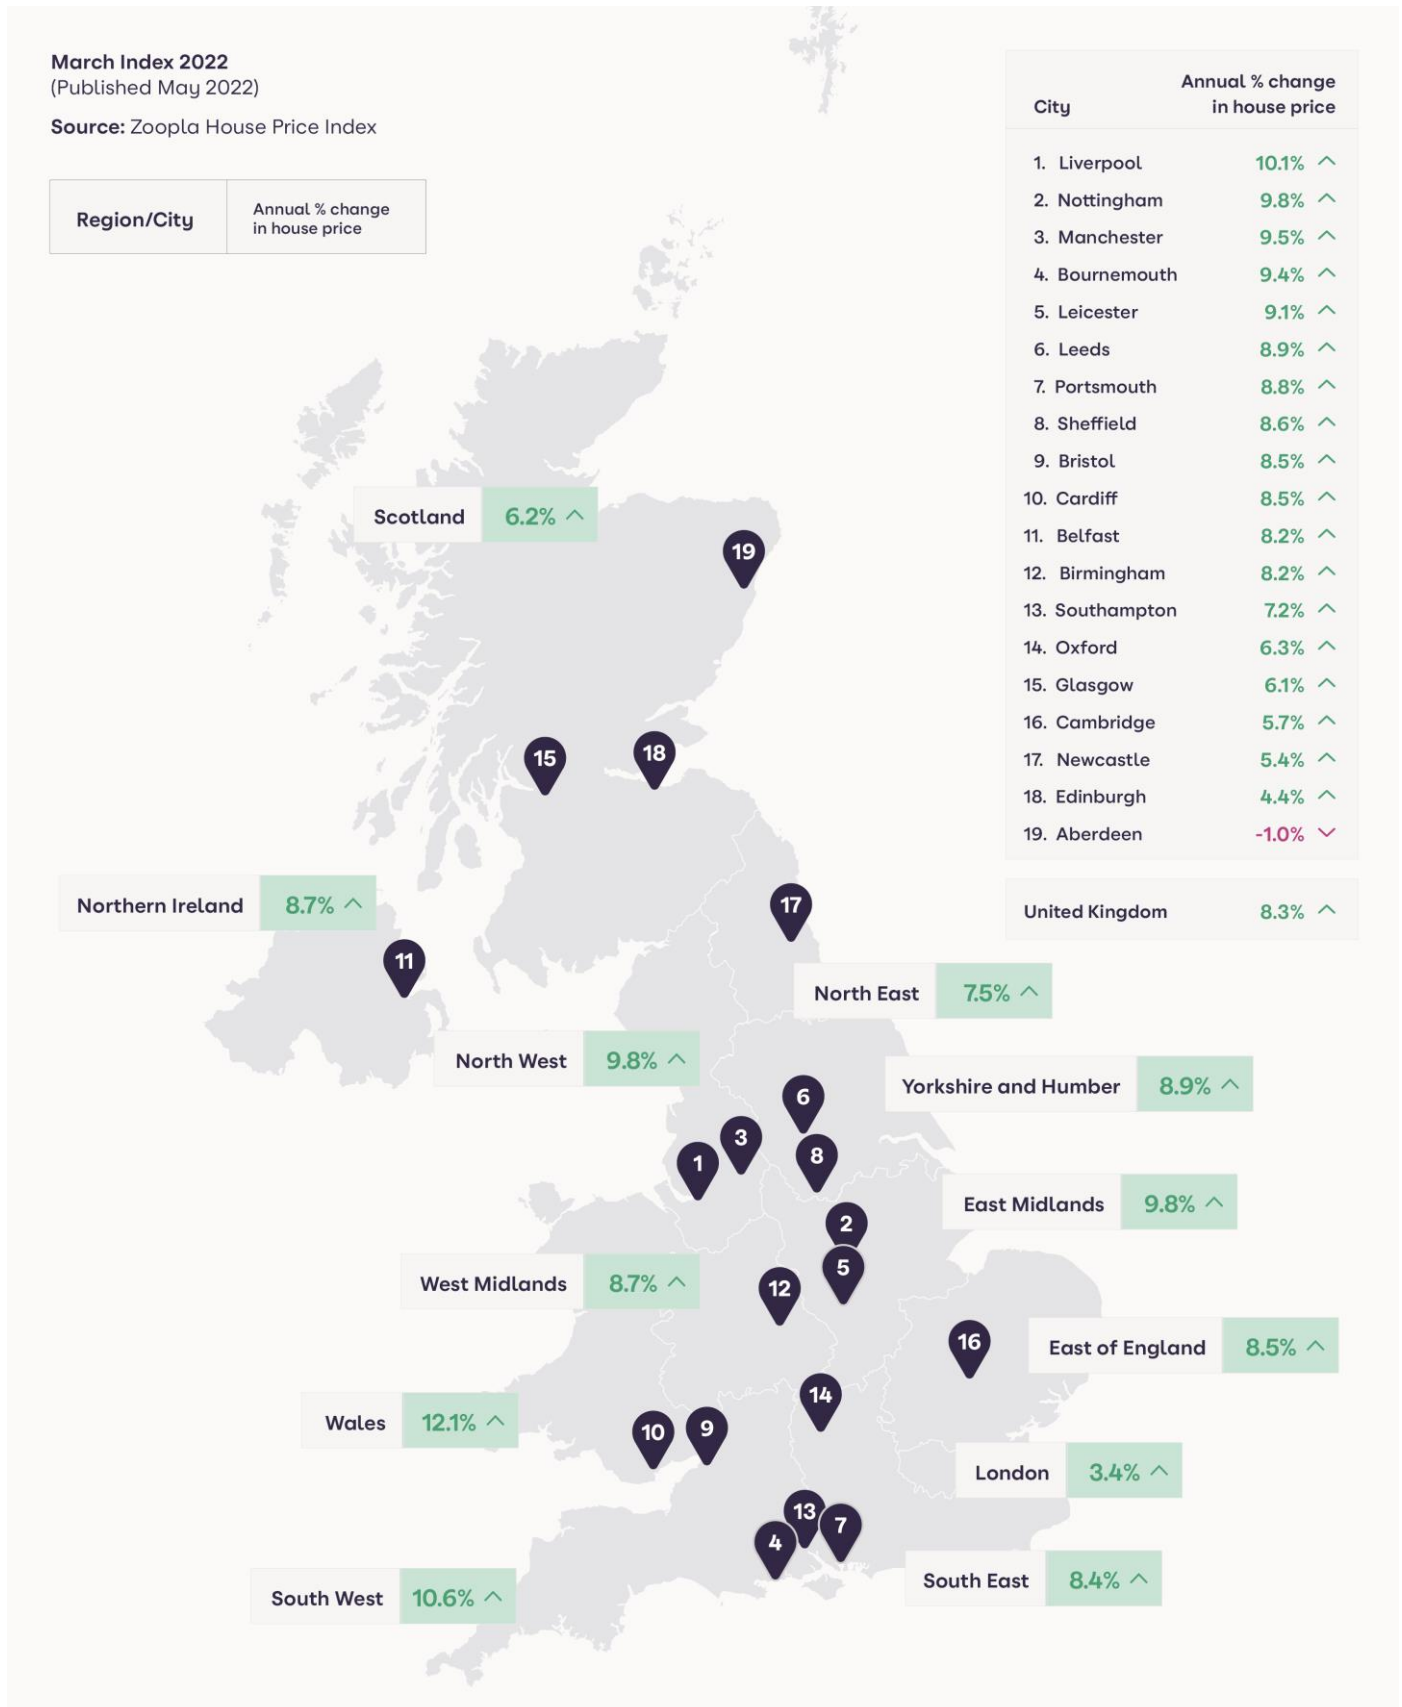 March Index 2022
(Published May 2022)
Source: Zoopla House Price Index
Region/City
Annual % change
in house price
City
Annual % change
in house price
1. Liverpool 10.1%
2. Nottingham 9.8%
3. Manchester 9.5%
4. Bournemouth 9.4%
5. Leicester 9.1%
6. Leeds 8.9%
7. Portsmouth 8.8%
8. Sheffield 8.6%
9. Bristol 8.5%
10. Cardiff 8.5%
11. Belfast 8.2%
12. Birmingham 8.2%
13. Southampton 7.2%
14. Oxford 6.3%
15. Glasgow 6.1%
16. Cambridge 5.7%
17. Newcastle 5.4%
18. Edinburgh 4.4%
19. Aberdeen -1.0%
United Kingdom 8.3%
Scotland 6.2%
19
15
18
Northern Ireland 8.7%
17
11
North East 7.5%
North West 9.8%
Yorkshire and Humber 8.9%
6
3
8
1
East Midlands 9.8%
2
5
West Midlands 8.7%
12
16
East of England 8.5%
14
Wales 12.1%
10
9
London 3.4%
13
7
4
South East 8.4%
South West 10.6%